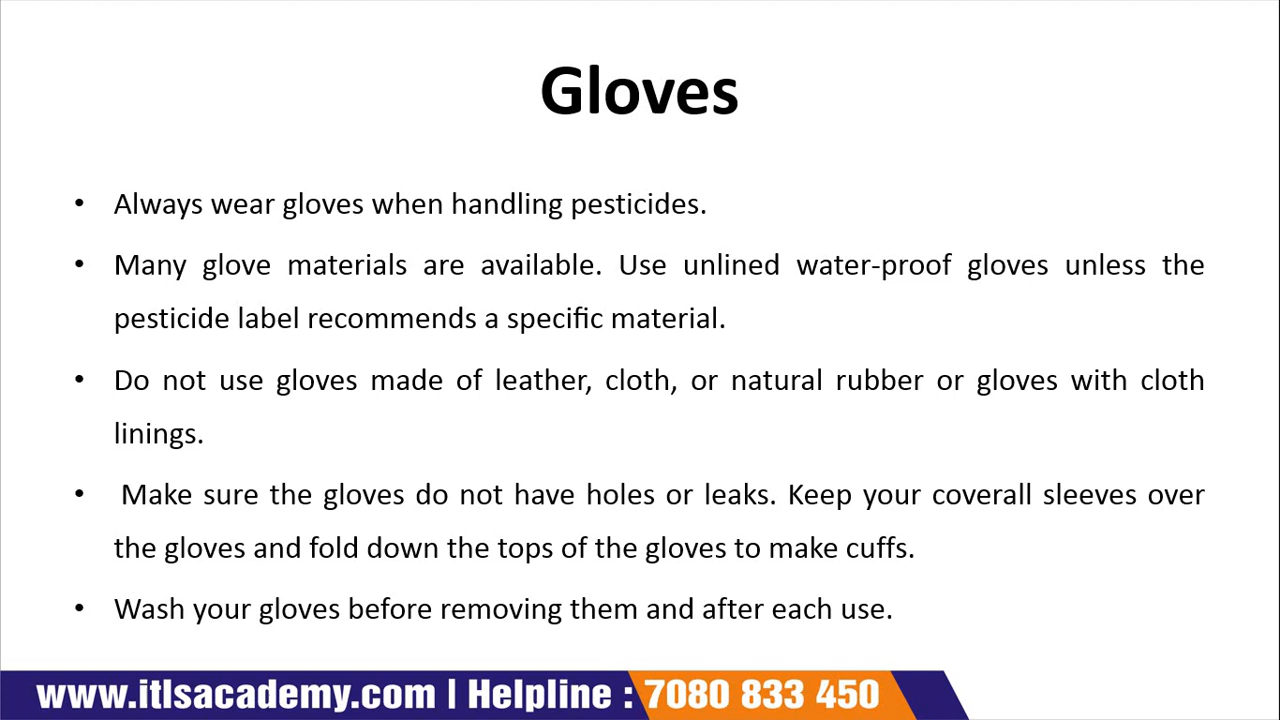 Gloves
• Always wear gloves when handling pesticides.
• Many glove materials are available. Use unlined water-proof gloves unless the
pesticide label recommends a specific material.
• Do not use gloves made of leather, cloth, or natural rubber or gloves with cloth
linings.
• Make sure the gloves do not have holes or leaks. Keep your coverall sleeves over
the gloves and fold down the tops of the gloves to make cuffs.
• Wash your gloves before removing them and after each use.
www.itlsacademy.com | Helpline : 7080 833 450